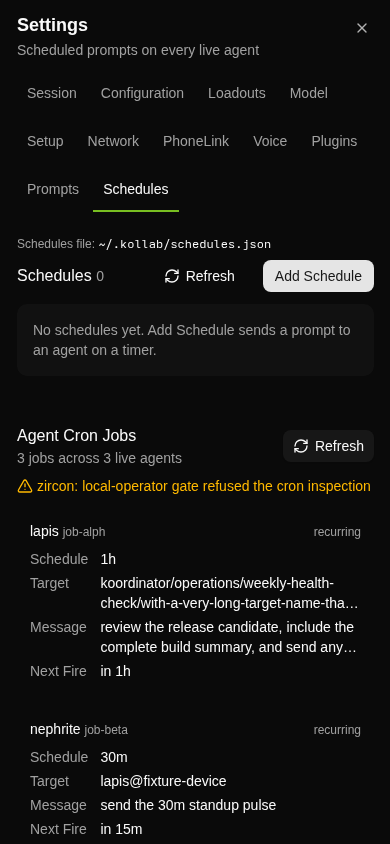 Settings
Scheduled prompts on every live agent
Session Configuration Loadouts Model
Setup Network PhoneLink Voice Plugins
Prompts Schedules
Schedules file: ~/.kollab/schedules.json
Schedules 0 Refresh Add Schedule
No schedules yet. Add Schedule sends a prompt to
an agent on a timer.
Agent Cron Jobs
Refresh
3 jobs across 3 live agents
zircon: local-operator gate refused the cron inspection
lapis job-alph recurring
Schedule 1h
Target koordinator/operations/weekly-health-
check/with-a-very-long-target-name-tha…
Message review the release candidate, include the
complete build summary, and send any…
Next Fire in 1h
nephrite job-beta recurring
Schedule 30m
Target lapis@fixture-device
Message send the 30m standup pulse
Next Fire in 15m